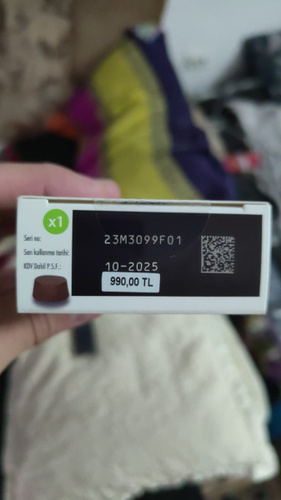 x1
Seri no: 23M3099F01
Son kullanma tarihi: 10-2025
KDV Dahil P.S.F.: 990,00 TL